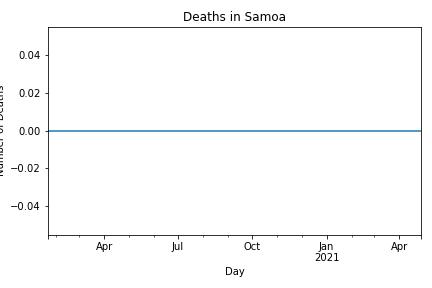 Deaths in Samoa
Number of Deaths
0.04
0.02
0.00
−0.02
−0.04
Apr
Jul
Oct
Jan
2021
Apr
Day